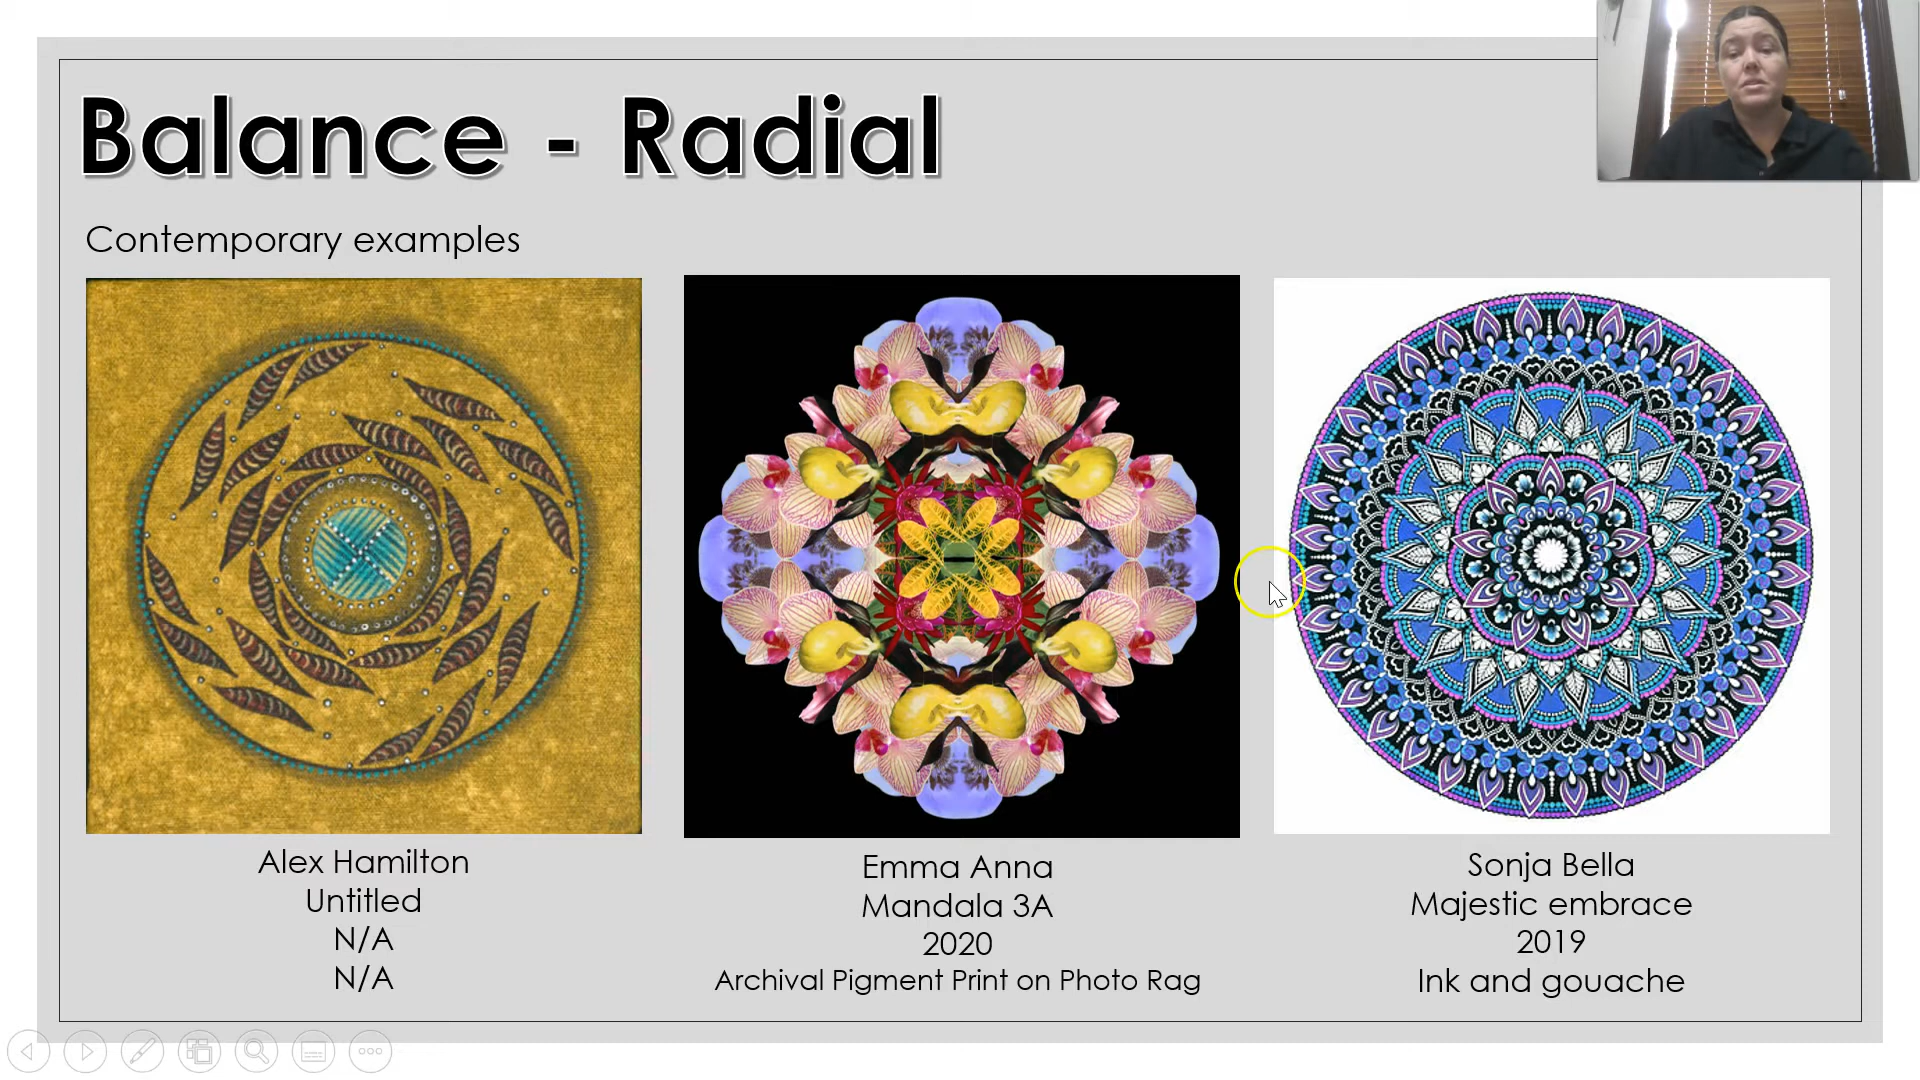 Balance - Radial
Contemporary examples
Alex Hamilton
Untitled
N/A
N/A
Emma Anna
Mandala 3A
2020
Archival Pigment Print on Photo Rag
Sonja Bella
Majestic embrace
2019
Ink and gouache